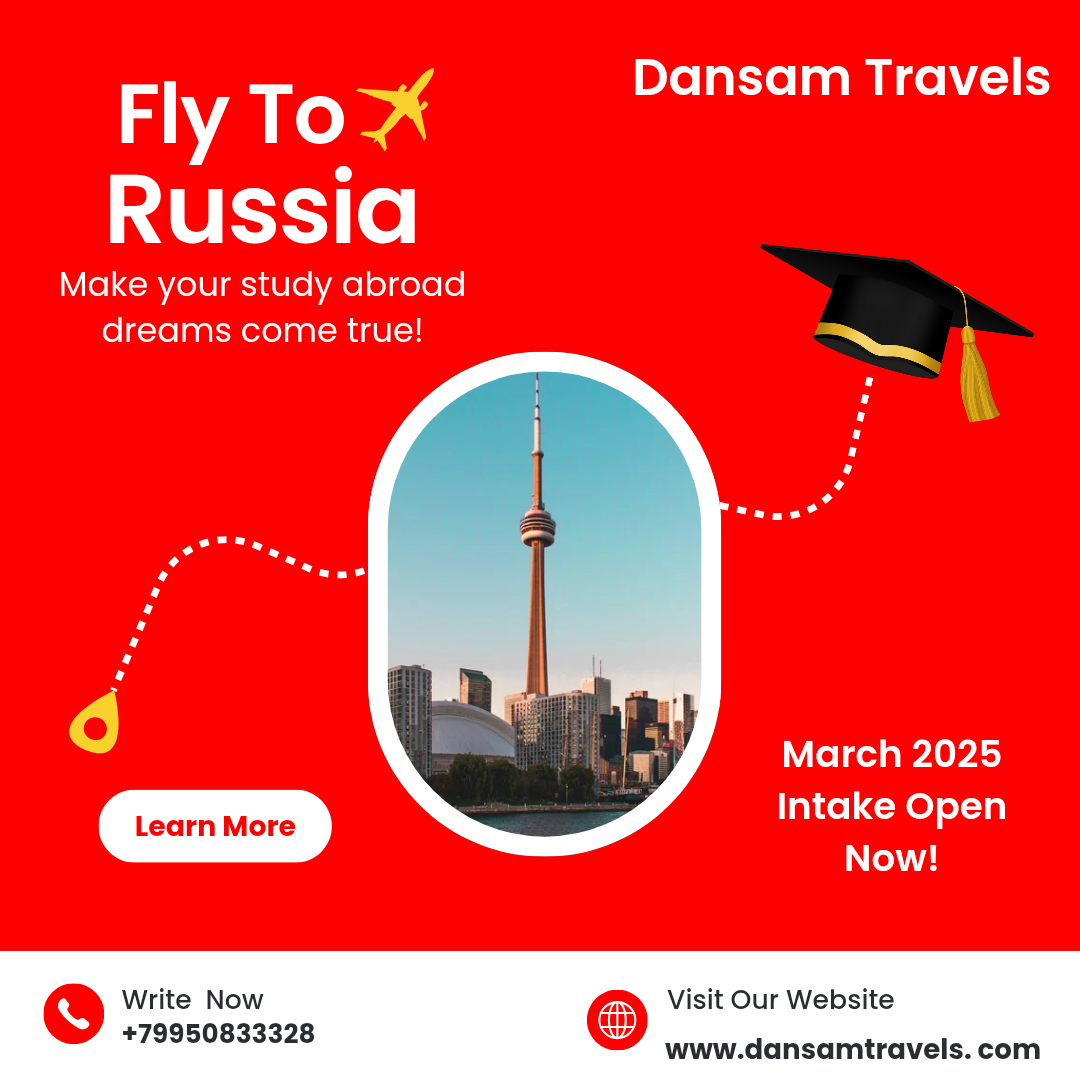 Dansam Travels
Fly To
Russia
Make your study abroad
dreams come true!
March 2025
Intake Open
Now!
Learn More
Write  Now
+79950833328
Visit Our Website
www.dansamtravels. com